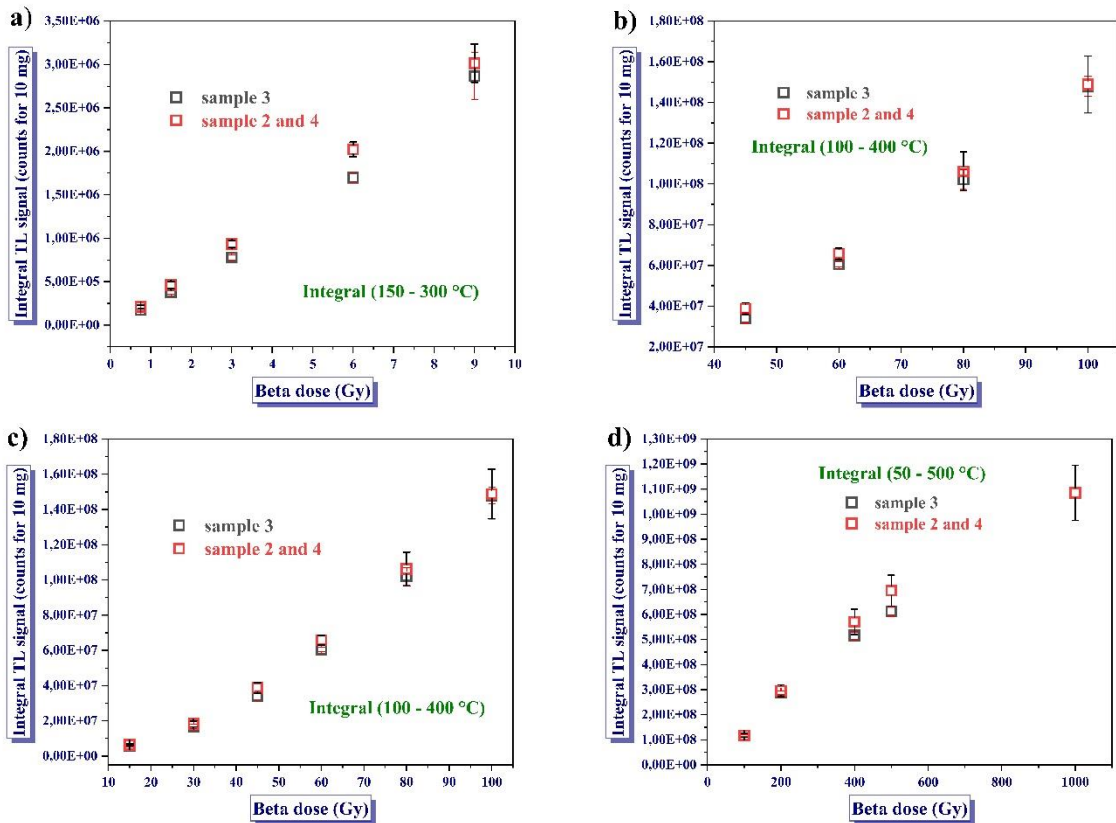 a)
Integral TL signal (counts for 10 mg)
3,50E+06
3,00E+06
2,50E+06
2,00E+06
1,50E+06
1,00E+06
5,00E+05
0,00E+00
sample 3
sample 2 and 4
Integral (150 - 300 °C)
0 1 2 3 4 5 6 7 8 9 10
Beta dose (Gy)
b)
Integral TL signal (counts for 10 mg)
1,80E+08
1,60E+08
1,40E+08
1,20E+08
1,00E+08
8,00E+07
6,00E+07
4,00E+07
2,00E+07
sample 3
sample 2 and 4
Integral (100 - 400 °C)
40 50 60 70 80 90 100
Beta dose (Gy)
c)
Integral TL signal (counts for 10 mg)
1,80E+08
1,60E+08
1,40E+08
1,20E+08
1,00E+08
8,00E+07
6,00E+07
4,00E+07
2,00E+07
0,00E+00
sample 3
sample 2 and 4
Integral (100 - 400 °C)
10 20 30 40 50 60 70 80 90 100
Beta dose (Gy)
d)
Integral TL signal (counts for 10 mg)
1,30E+09
1,20E+09
1,10E+09
1,00E+09
9,00E+08
8,00E+08
7,00E+08
6,00E+08
5,00E+08
4,00E+08
3,00E+08
2,00E+08
1,00E+08
0,00E+00
Integral (50 - 500 °C)
sample 3
sample 2 and 4
0 200 400 600 800 1000
Beta dose (Gy)